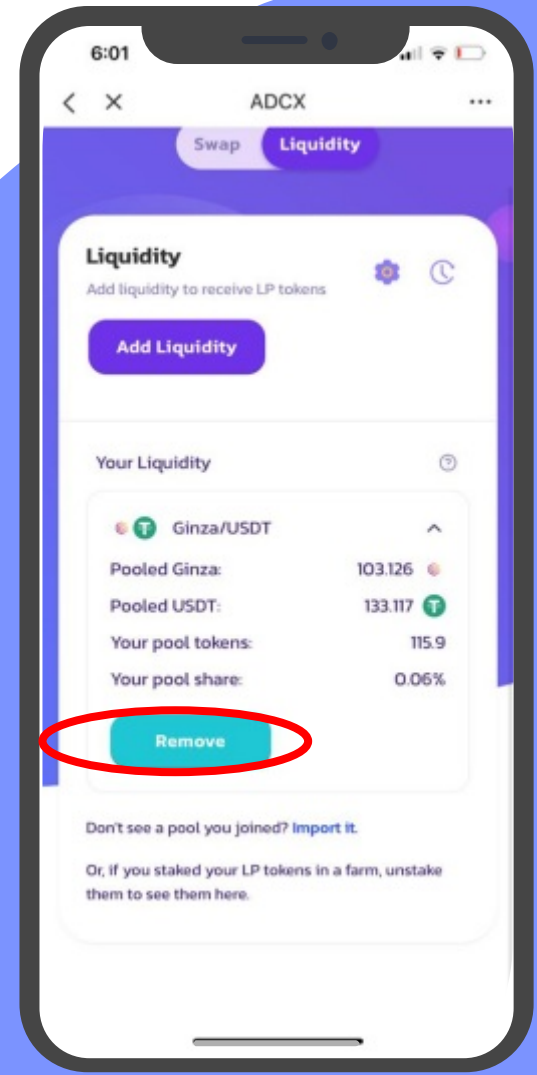 6:01
ADCX
Swap Liquidity
Liquidity
Add liquidity to receive LP tokens
Add Liquidity
Your Liquidity
Ginza/USDT
Pooled Ginza: 103.126
Pooled USDT: 133.117
Your pool tokens: 115.9
Your pool share: 0.06%
Remove
Don't see a pool you joined? Import it.
Or, if you staked your LP tokens in a farm, unstake
them to see them here.